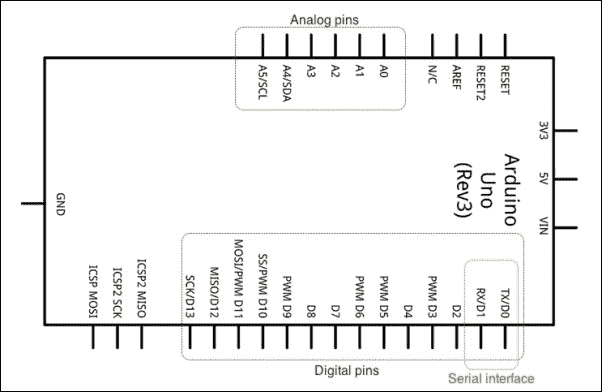 Analog pins
A5/SCL
A4/SDA
A3
A2
A1
A0
N/C
AREF
RESET2
RESET
3V3
5V
VIN
Arduino
Uno
(Rev3)
GND
ICSP MOSI
ICSP2 SCK
ICSP2 MISO
SCK/D13
MISO/D12
MOSI/PWM D11
SS/PWM D10
PWM D9
D8
D7
PWM D6
PWM D5
D4
PWM D3
D2
RX/D1
TX/D0
Digital pins
Serial interface